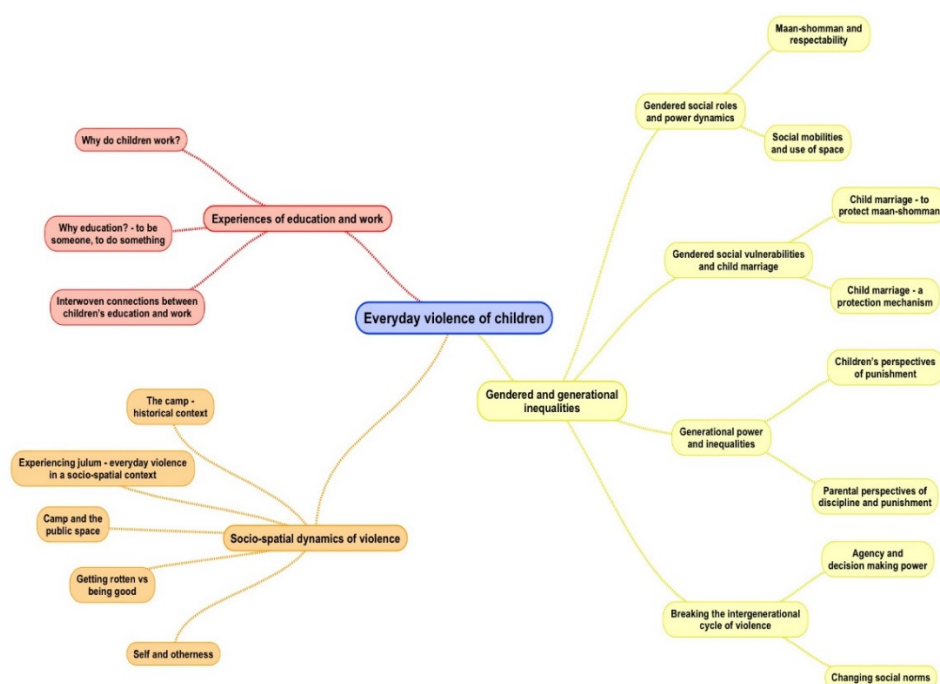 Everyday violence of children
Experiences of education and work
Why do children work?
Why education? - to be
someone, to do something
Interwoven connections between
children's education and work
Socio-spatial dynamics of violence
The camp -
historical context
Experiencing julum - everyday violence
in a socio-spatial context
Camp and the
public space
Getting rotten vs
being good
Self and otherness
Gendered and generational
inequalities
Gendered social roles
and power dynamics
Maan-shomman and
respectability
Social mobilities
and use of space
Gendered social vulnerabilities
and child marriage
Child marriage - to
protect maan-shomman
Child marriage - a
protection mechanism
Generational power
and inequalities
Children's perspectives
of punishment
Parental perspectives of
discipline and punishment
Breaking the intergenerational
cycle of violence
Agency and
decision making power
Changing social norms